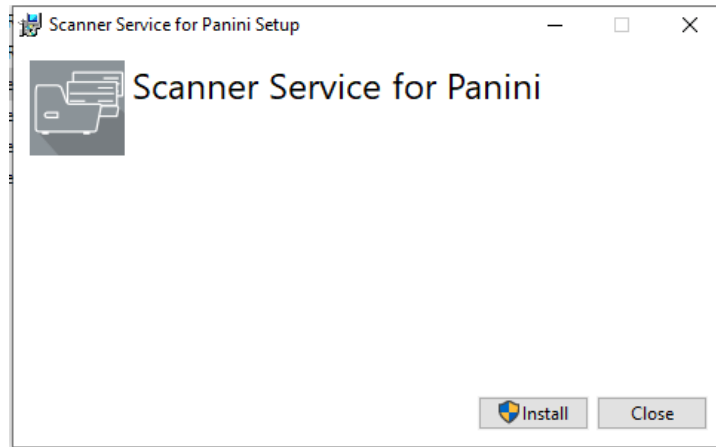 Scanner Service for Panini Setup
Scanner Service for Panini
Install
Close